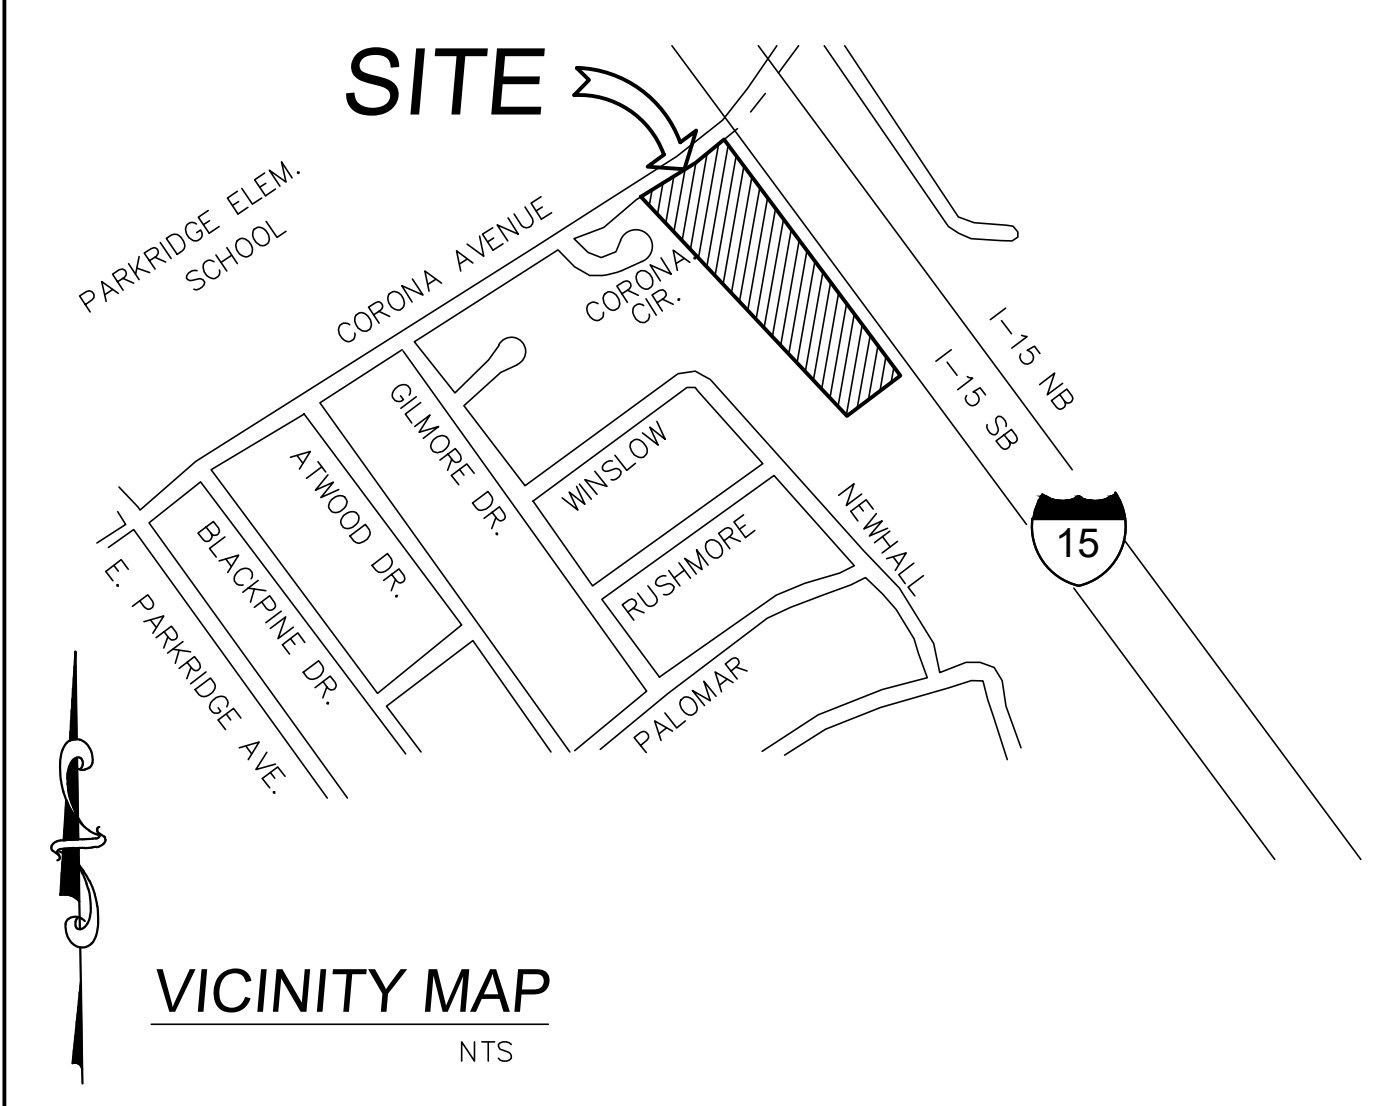 SITE
PARKRIDGE ELEM.
SCHOOL
CORONA AVENUE
CORONA
CIR.
I-15 NB
I-15 SB
GILMORE DR.
ATWOOD DR.
WINSLOW
NEWHALL
15
BLACKPINE DR.
RUSHMORE
E. PARKRIDGE AVE.
PALOMAR
VICINITY MAP
NTS